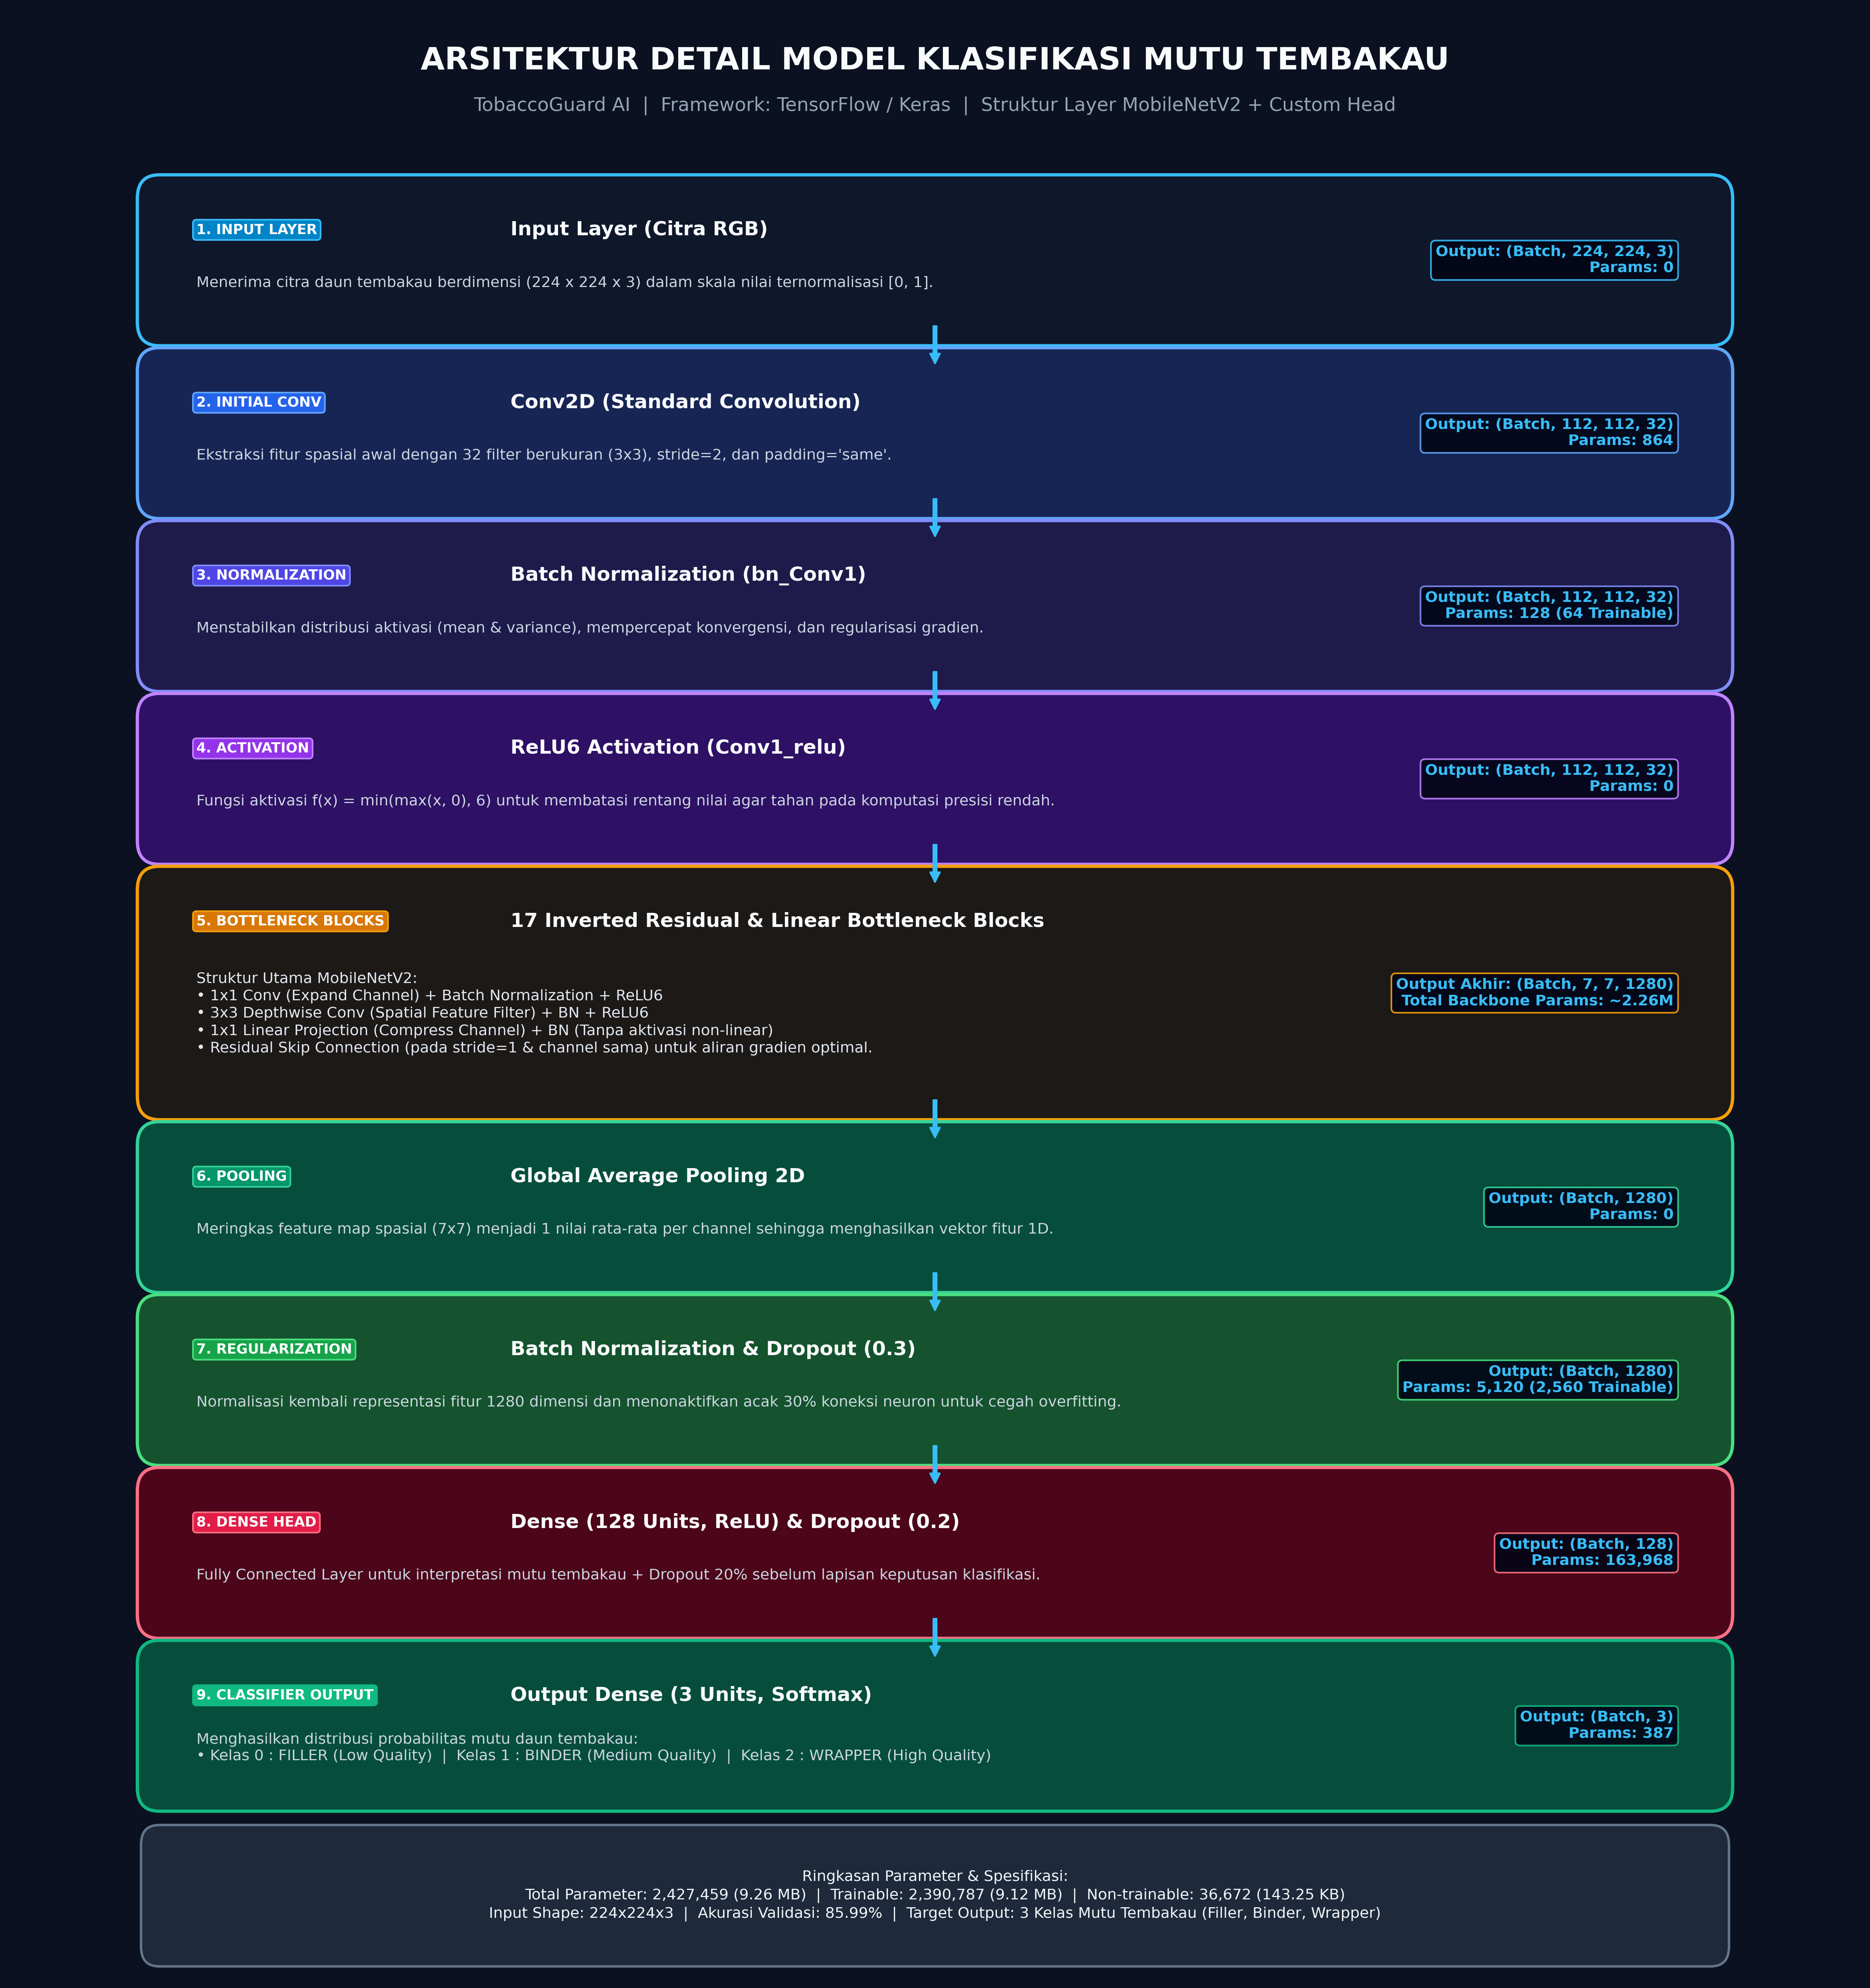 ARSITEKTUR DETAIL MODEL KLASIFIKASI MUTU TEMBAKAU
TobaccoGuard AI | Framework: TensorFlow / Keras | Struktur Layer MobileNetV2 + Custom Head
1. INPUT LAYER
Input Layer (Citra RGB)
Menerima citra daun tembakau berdimensi (224 x 224 x 3) dalam skala nilai ternormalisasi [0, 1].
Output: (Batch, 224, 224, 3)
Params: 0
2. INITIAL CONV
Conv2D (Standard Convolution)
Ekstraksi fitur spasial awal dengan 32 filter berukuran (3x3), stride=2, dan padding='same'.
Output: (Batch, 112, 112, 32)
Params: 864
3. NORMALIZATION
Batch Normalization (bn_Conv1)
Menstabilkan distribusi aktivasi (mean & variance), mempercepat konvergensi, dan regularisasi gradien.
Output: (Batch, 112, 112, 32)
Params: 128 (64 Trainable)
4. ACTIVATION
ReLU6 Activation (Conv1_relu)
Fungsi aktivasi f(x) = min(max(x, 0), 6) untuk membatasi rentang nilai agar tahan pada komputasi presisi rendah.
Output: (Batch, 112, 112, 32)
Params: 0
5. BOTTLENECK BLOCKS
17 Inverted Residual & Linear Bottleneck Blocks
Struktur Utama MobileNetV2:
• 1x1 Conv (Expand Channel) + Batch Normalization + ReLU6
• 3x3 Depthwise Conv (Spatial Feature Filter) + BN + ReLU6
• 1x1 Linear Projection (Compress Channel) + BN (Tanpa aktivasi non-linear)
• Residual Skip Connection (pada stride=1 & channel sama) untuk aliran gradien optimal.
Output Akhir: (Batch, 7, 7, 1280)
Total Backbone Params: ~2.26M
6. POOLING
Global Average Pooling 2D
Meringkas feature map spasial (7x7) menjadi 1 nilai rata-rata per channel sehingga menghasilkan vektor fitur 1D.
Output: (Batch, 1280)
Params: 0
7. REGULARIZATION
Batch Normalization & Dropout (0.3)
Normalisasi kembali representasi fitur 1280 dimensi dan menonaktifkan acak 30% koneksi neuron untuk cegah overfitting.
Output: (Batch, 1280)
Params: 5,120 (2,560 Trainable)
8. DENSE HEAD
Dense (128 Units, ReLU) & Dropout (0.2)
Fully Connected Layer untuk interpretasi mutu tembakau + Dropout 20% sebelum lapisan keputusan klasifikasi.
Output: (Batch, 128)
Params: 163,968
9. CLASSIFIER OUTPUT
Output Dense (3 Units, Softmax)
Menghasilkan distribusi probabilitas mutu daun tembakau:
• Kelas 0 : FILLER (Low Quality) | Kelas 1 : BINDER (Medium Quality) | Kelas 2 : WRAPPER (High Quality)
Output: (Batch, 3)
Params: 387
Ringkasan Parameter & Spesifikasi:
Total Parameter: 2,427,459 (9.26 MB) | Trainable: 2,390,787 (9.12 MB) | Non-trainable: 36,672 (143.25 KB)
Input Shape: 224x224x3 | Akurasi Validasi: 85.99% | Target Output: 3 Kelas Mutu Tembakau (Filler, Binder, Wrapper)